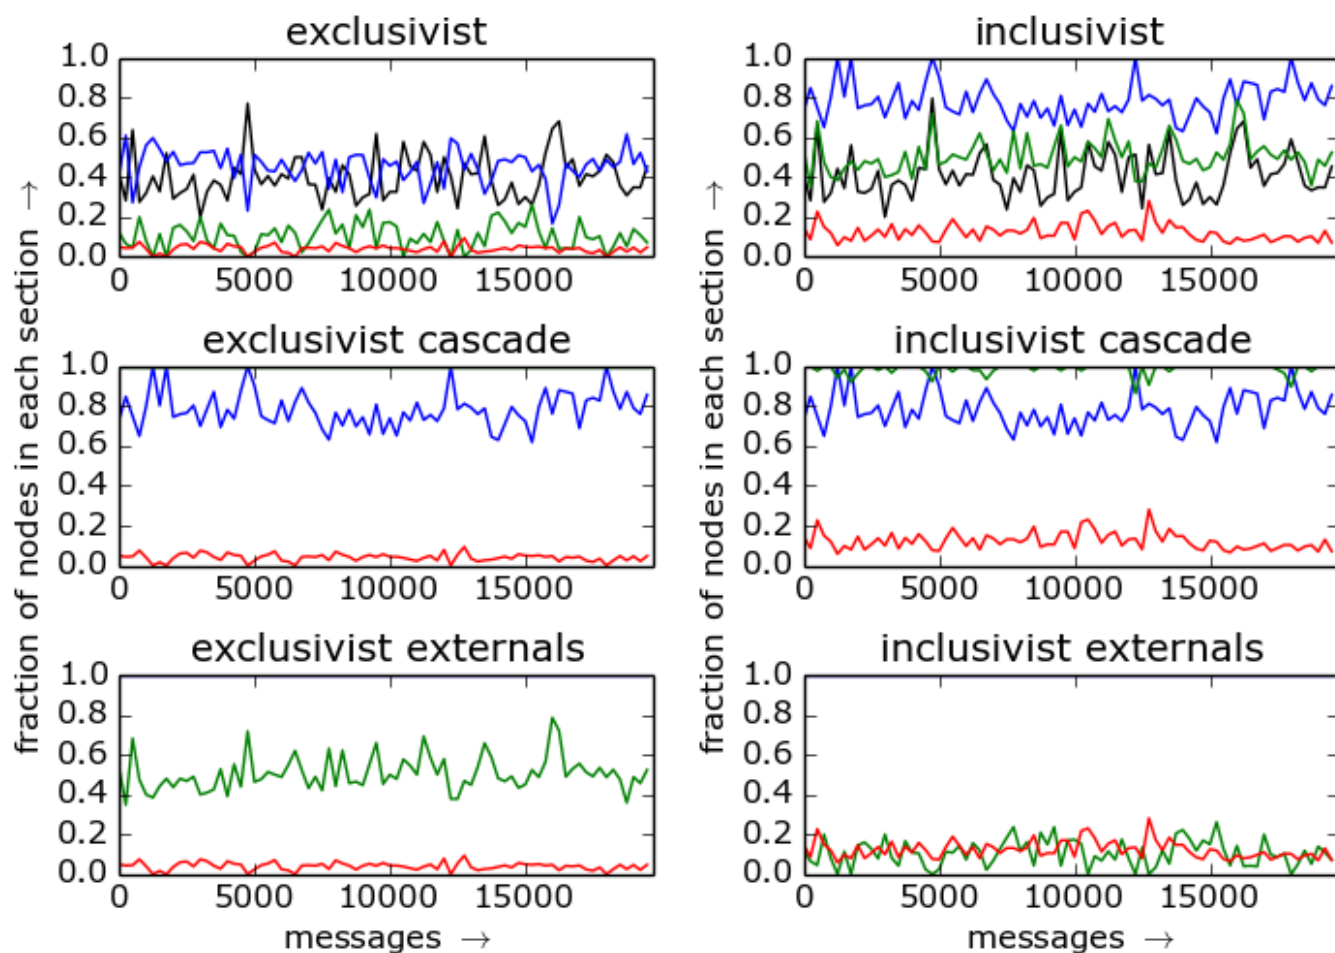 exclusivist
1.0
0.8
0.6
0.4
0.2
0.0
0 5000 10000 15000
inclusivist
1.0
0.8
0.6
0.4
0.2
0.0
0 5000 10000 15000
exclusivist cascade
1.0
0.8
0.6
0.4
0.2
0.0
0 5000 10000 15000
inclusivist cascade
1.0
0.8
0.6
0.4
0.2
0.0
0 5000 10000 15000
exclusivist externals
1.0
0.8
0.6
0.4
0.2
0.0
0 5000 10000 15000
inclusivist externals
1.0
0.8
0.6
0.4
0.2
0.0
0 5000 10000 15000
fraction of nodes in each section →
fraction of nodes in each section →
messages →
messages →